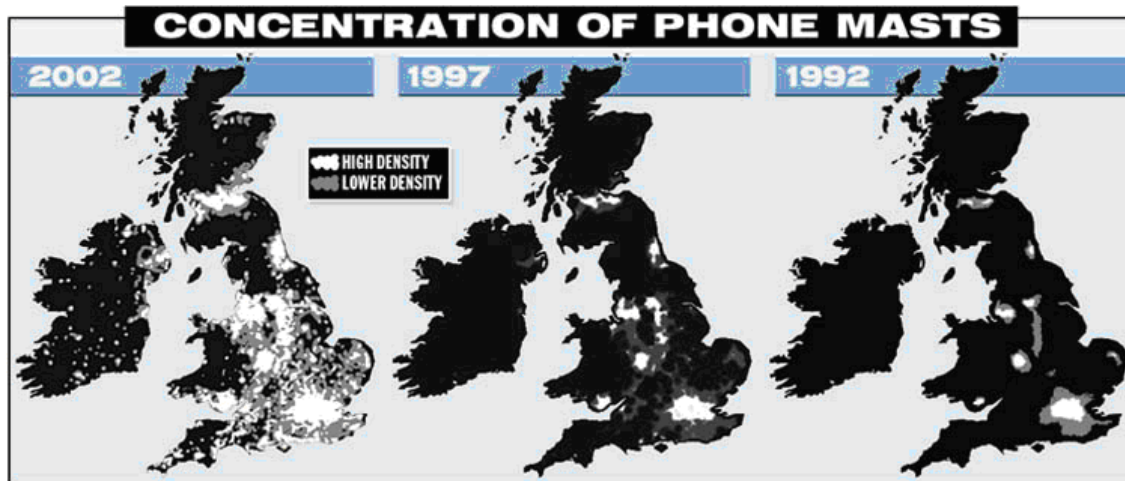 CONCENTRATION OF PHONE MASTS
2002
1997
1992
HIGH DENSITY
LOWER DENSITY